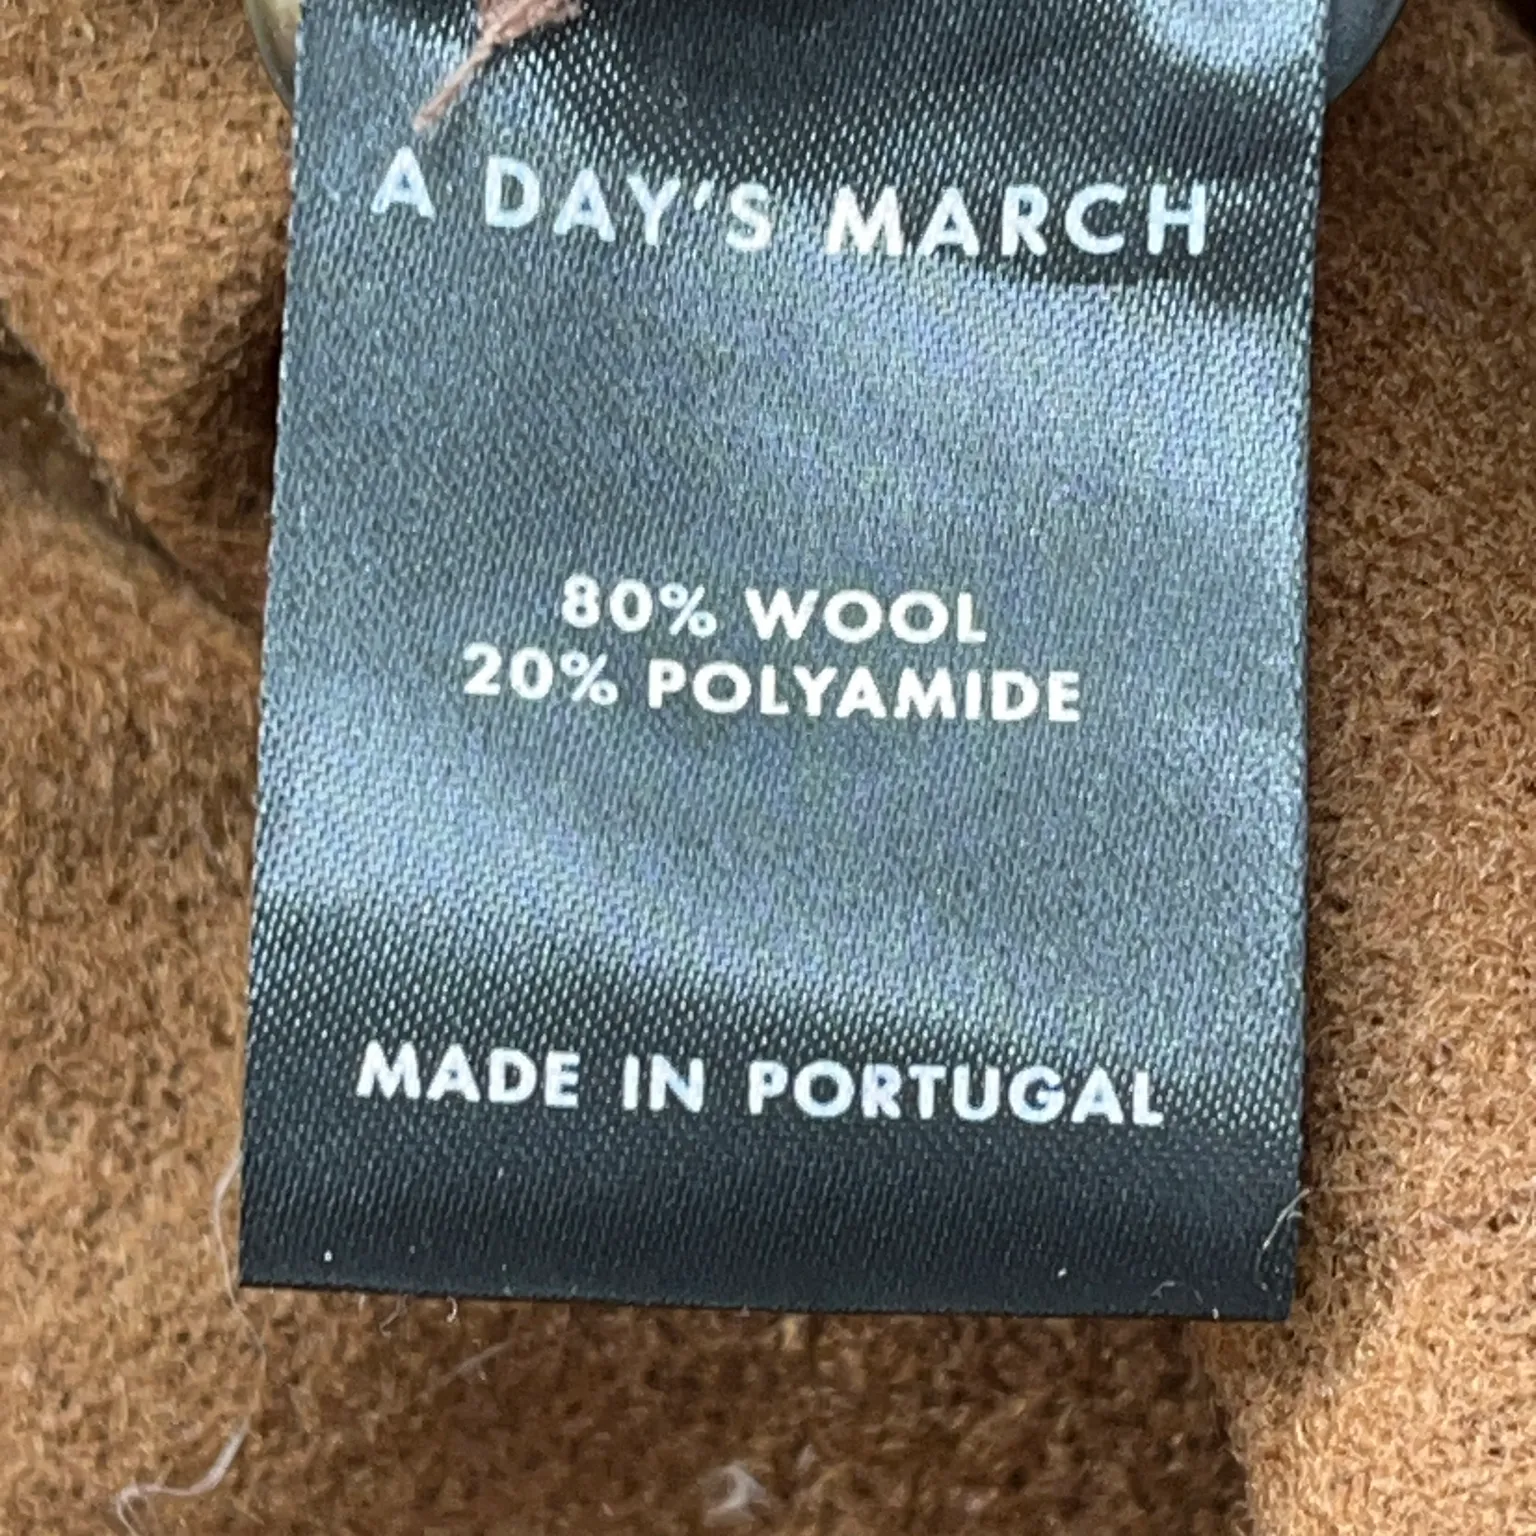 A DAY'S MARCH
80% WOOL
20% POLYAMIDE
MADE IN PORTUGAL